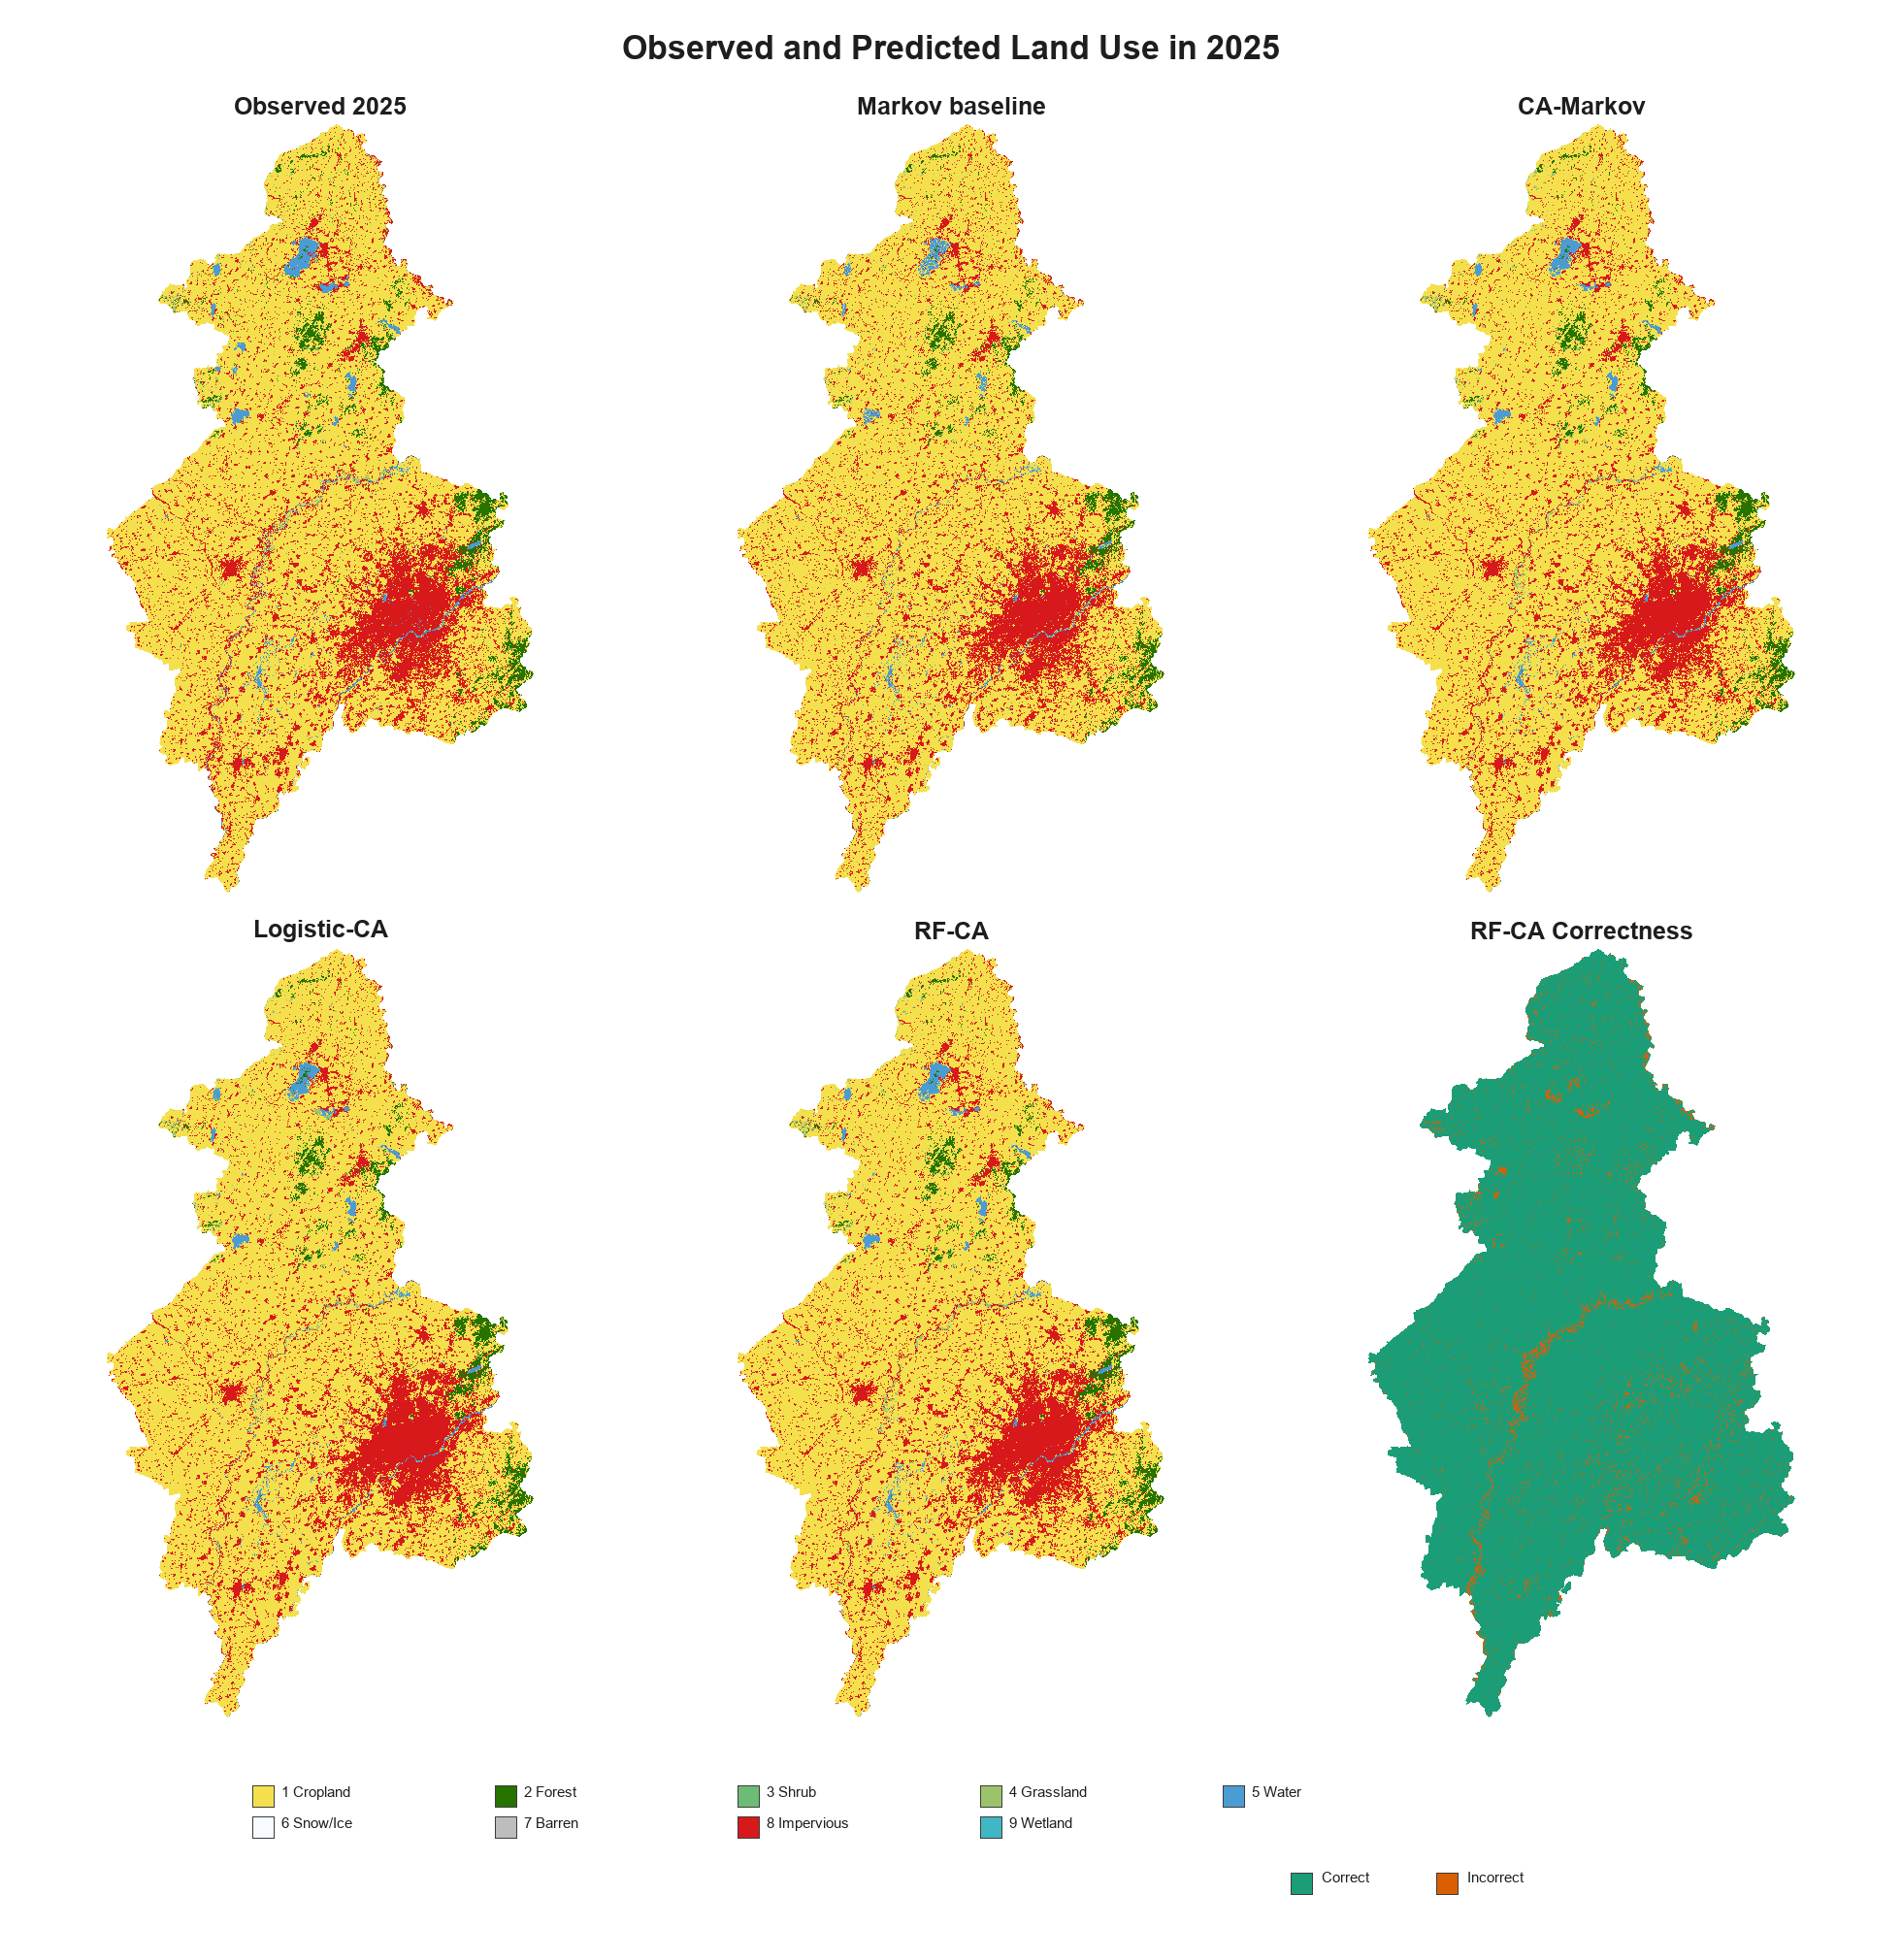 Observed and Predicted Land Use in 2025
Observed 2025
Markov baseline
CA-Markov
Logistic-CA
RF-CA
RF-CA Correctness
1 Cropland
2 Forest
3 Shrub
4 Grassland
5 Water
6 Snow/Ice
7 Barren
8 Impervious
9 Wetland
Correct
Incorrect